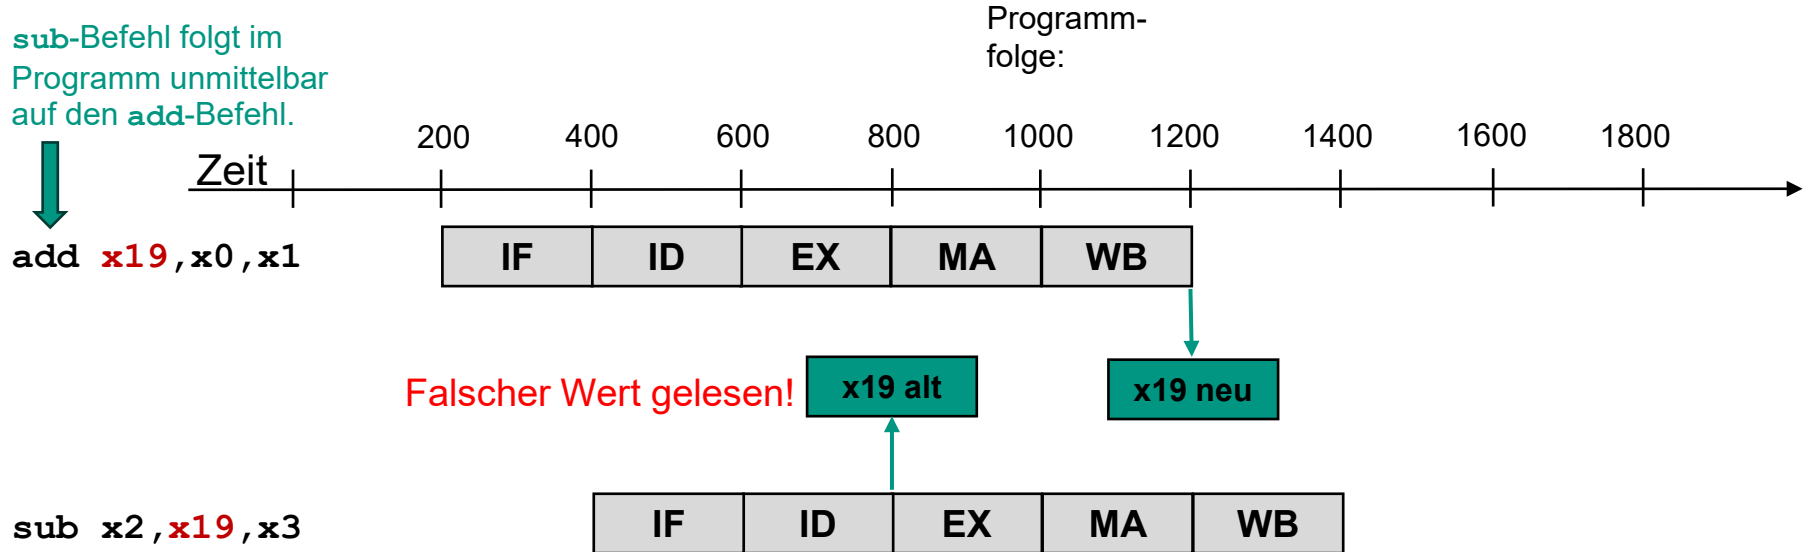 sub-Befehl folgt im
Programm unmittelbar
auf den add-Befehl.
Programm-
folge:
200 400 600 800 1000 1200 1400 1600 1800
Zeit
add x19,x0,x1
IF ID EX MA WB
Falscher Wert gelesen!
x19 alt
x19 neu
sub x2,x19,x3
IF ID EX MA WB